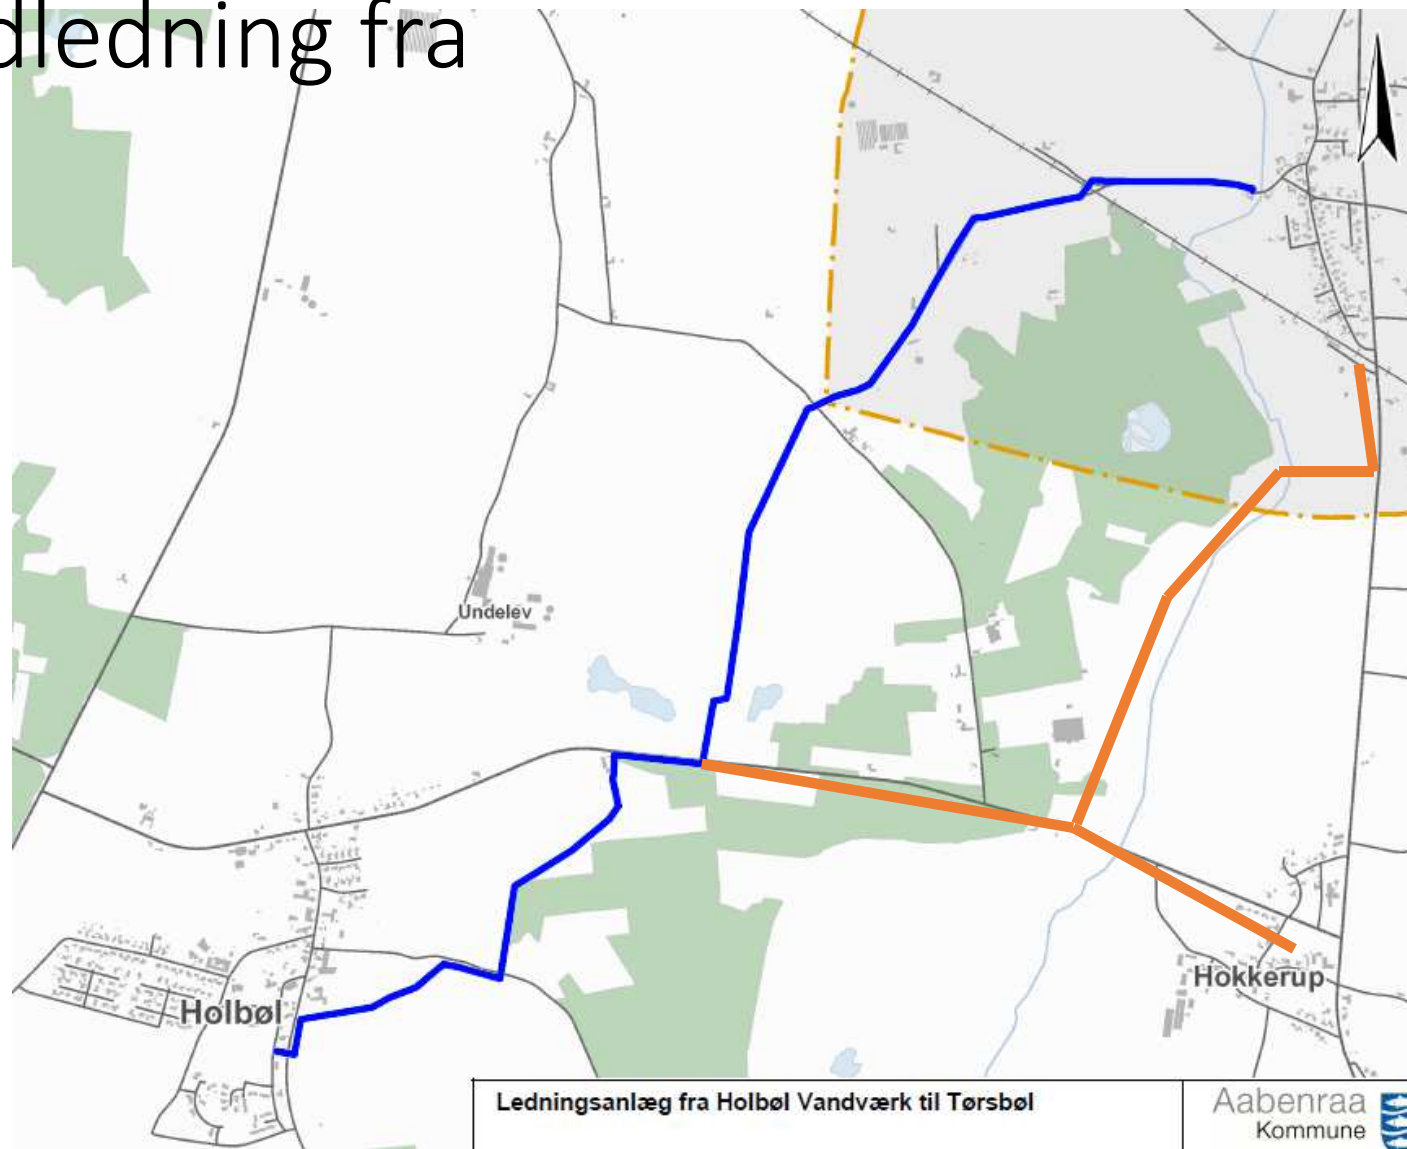 dledning fra
Undelev
Holbøl
Hokkerup
Ledningsanlæg fra Holbøl Vandværk til Tørsbøl
Aabenraa
Kommune